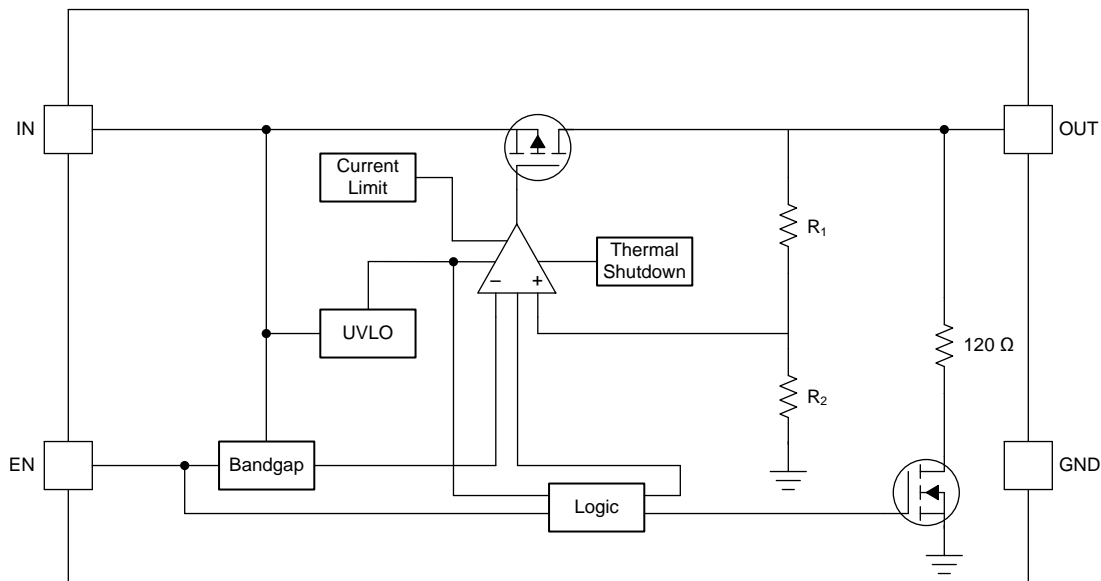 IN
OUT
Current
Limit
R1
Thermal
Shutdown
− +
UVLO
120 Ω
R2
EN
Bandgap
GND
Logic